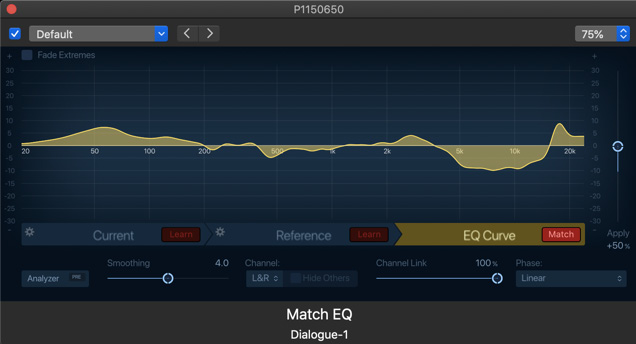 P1150650
Default
75%
+ Fade Extremes +
30 30
25 25
20 20
15 15
10 10
5 5
0 0
20 50 100 200 500 1k 2k 5k 10k 20k
-5 -5
-10 -10
-15 -15
-20 -20
-25 -25
-30 -30
- -
Current Learn Reference Learn EQ Curve Match
Apply
+50 %
Smoothing 4.0 Channel: Channel Link 100 % Phase:
Analyzer PRE L&R Hide Others Linear
Match EQ
Dialogue-1